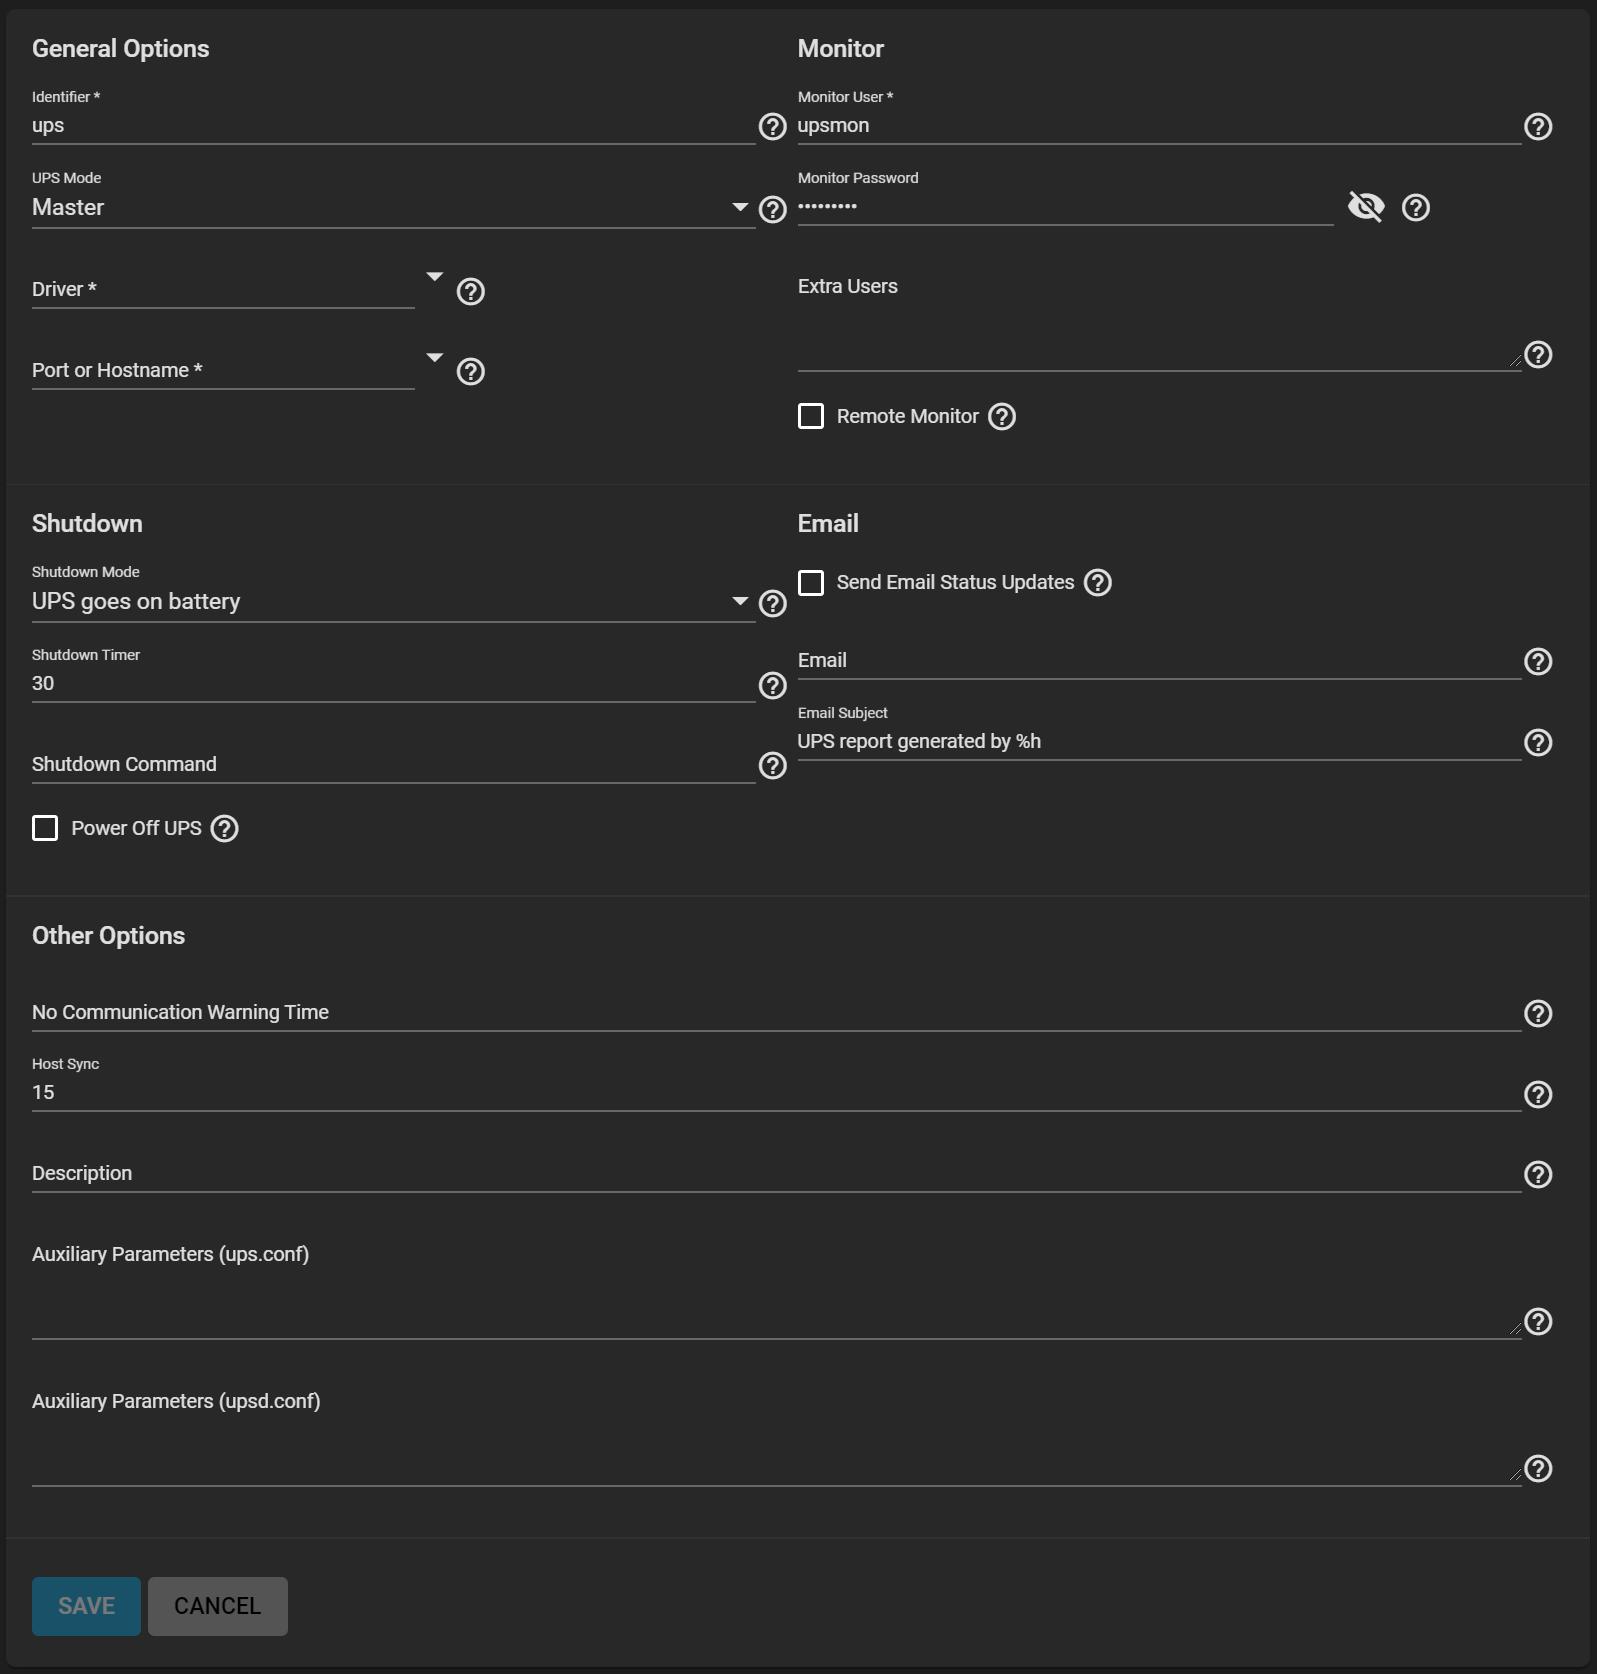 General Options
Identifier *
ups
UPS Mode
Master
Driver *
Port or Hostname *
Monitor
Monitor User *
upsmon
Monitor Password
•••••••••
Extra Users
Remote Monitor
Shutdown
Shutdown Mode
UPS goes on battery
Shutdown Timer
30
Shutdown Command
Power Off UPS
Email
Send Email Status Updates
Email
Email Subject
UPS report generated by %h
Other Options
No Communication Warning Time
Host Sync
15
Description
Auxiliary Parameters (ups.conf)
Auxiliary Parameters (upsd.conf)
SAVE
CANCEL